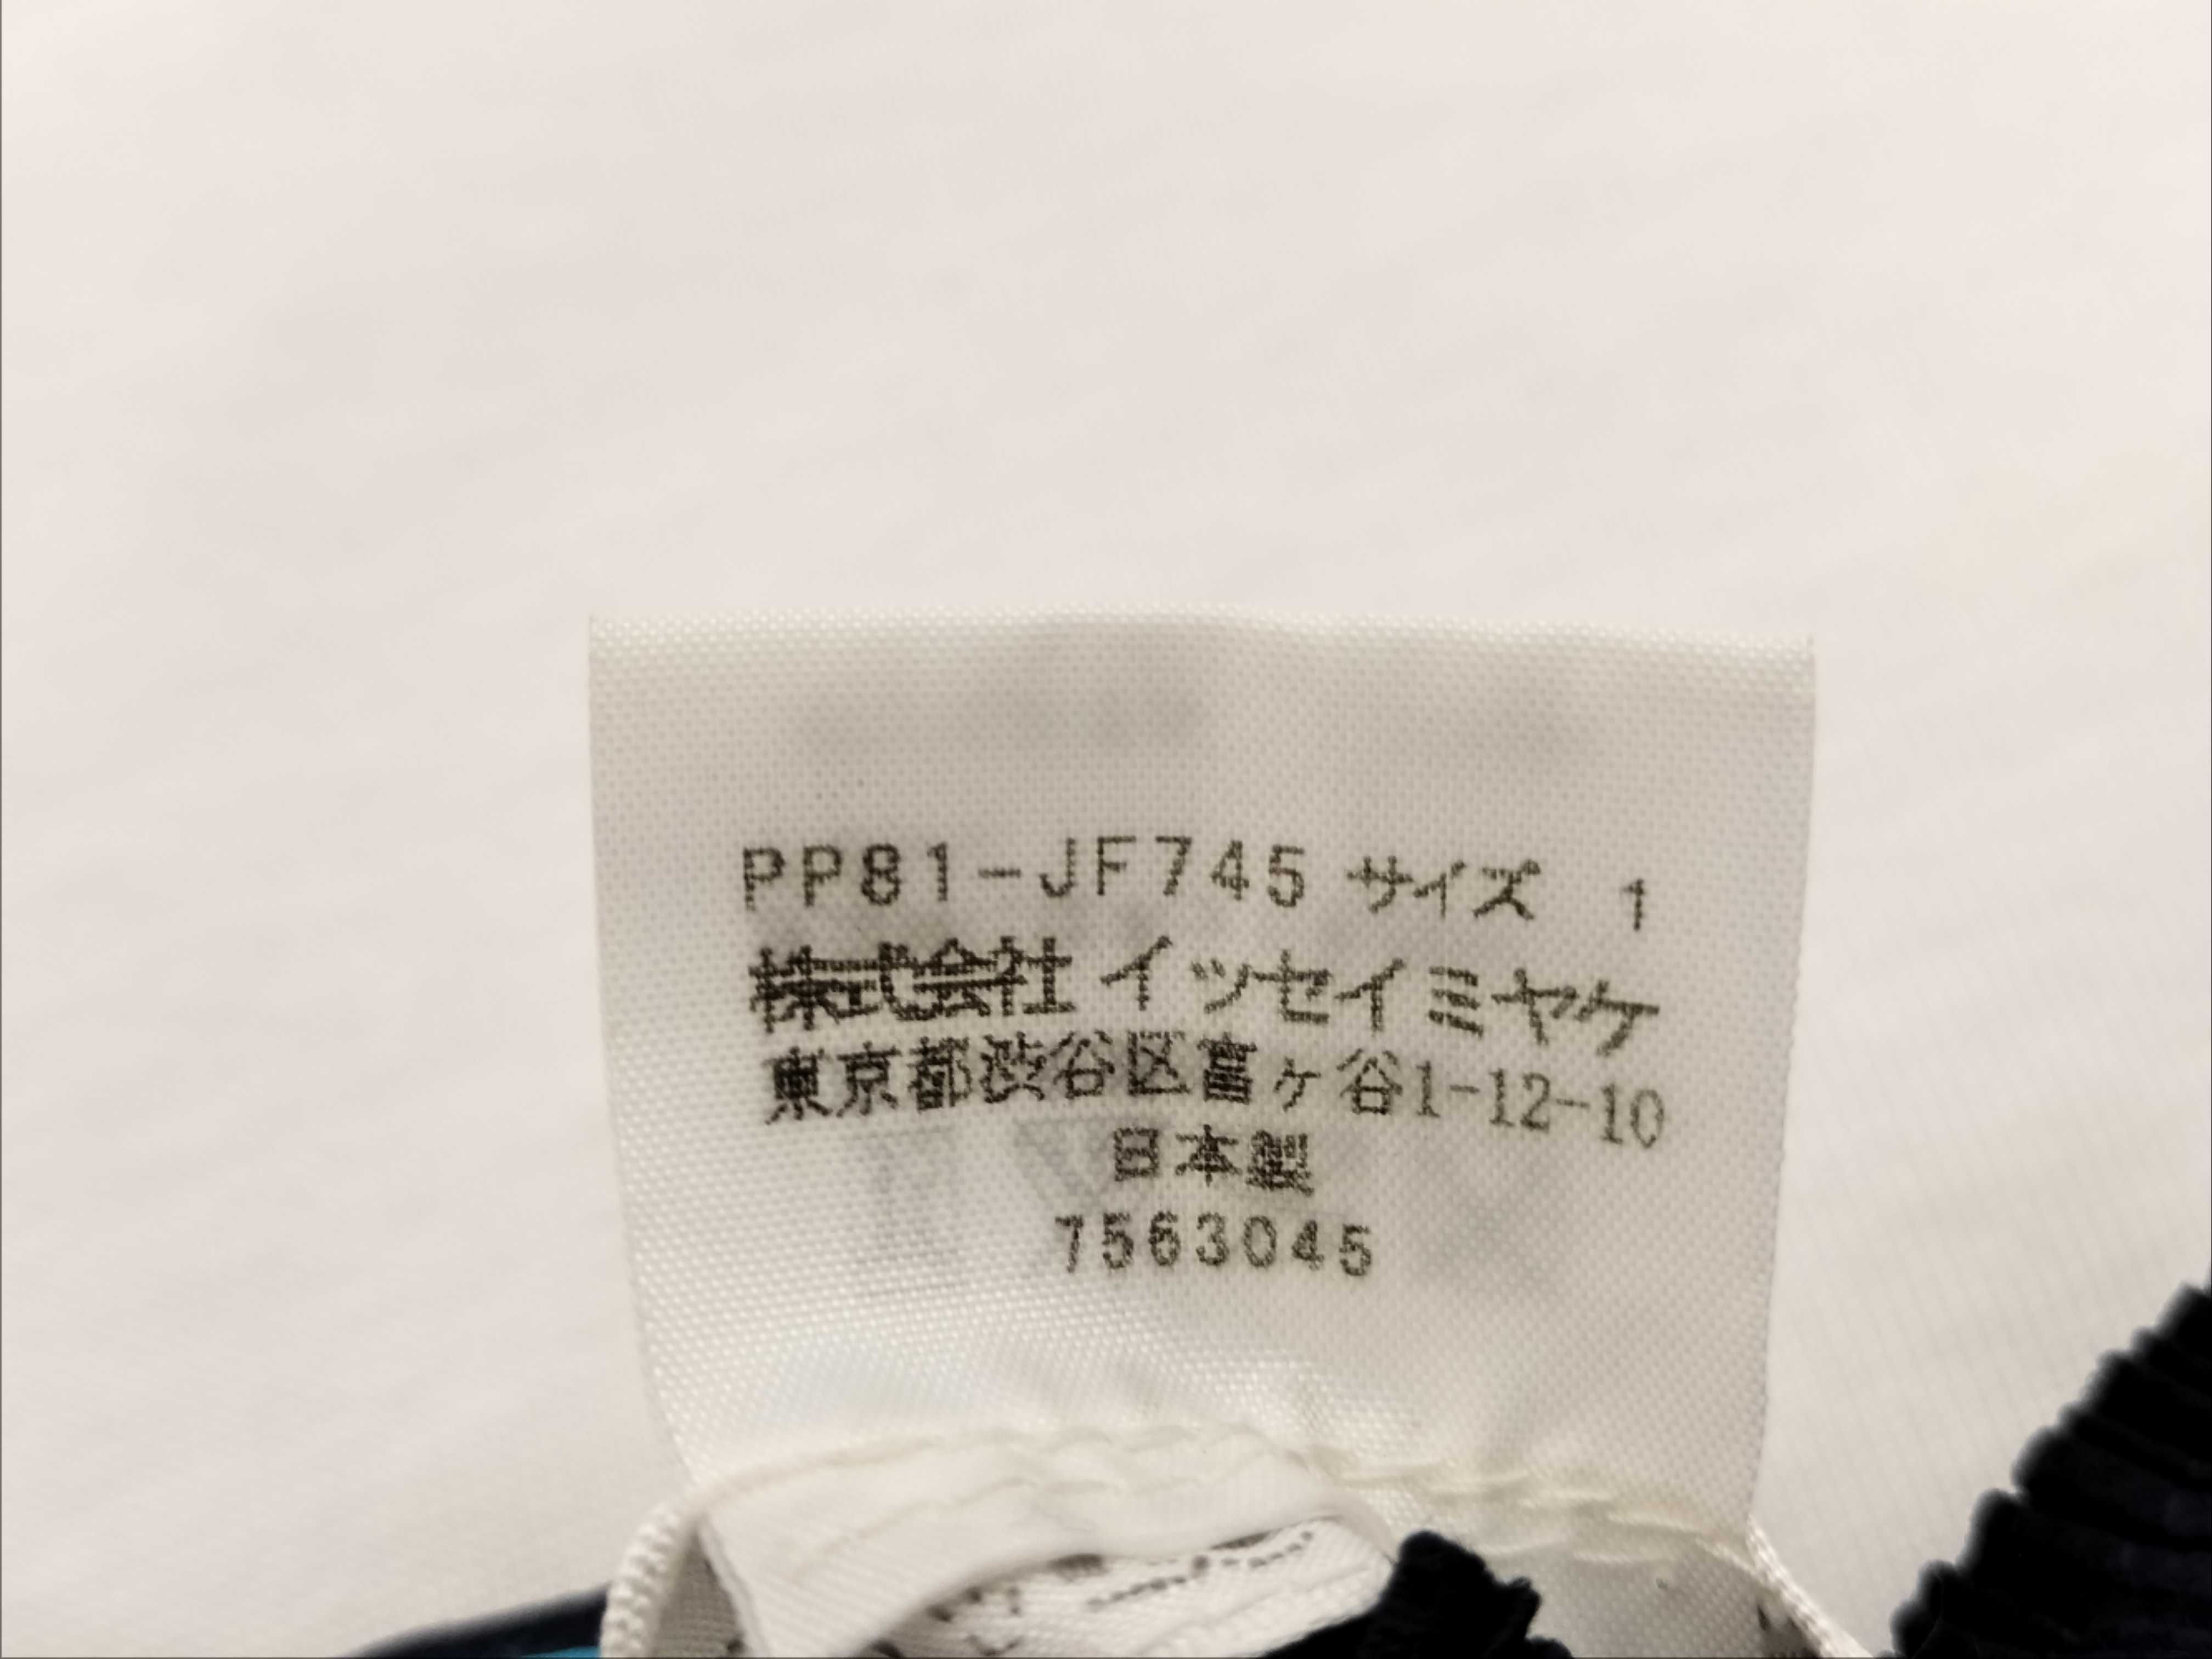 PP81-JF745 サイズ 1
株式会社 イッセイミヤケ
東京都渋谷区富ヶ谷1-12-10
日本製
7563045